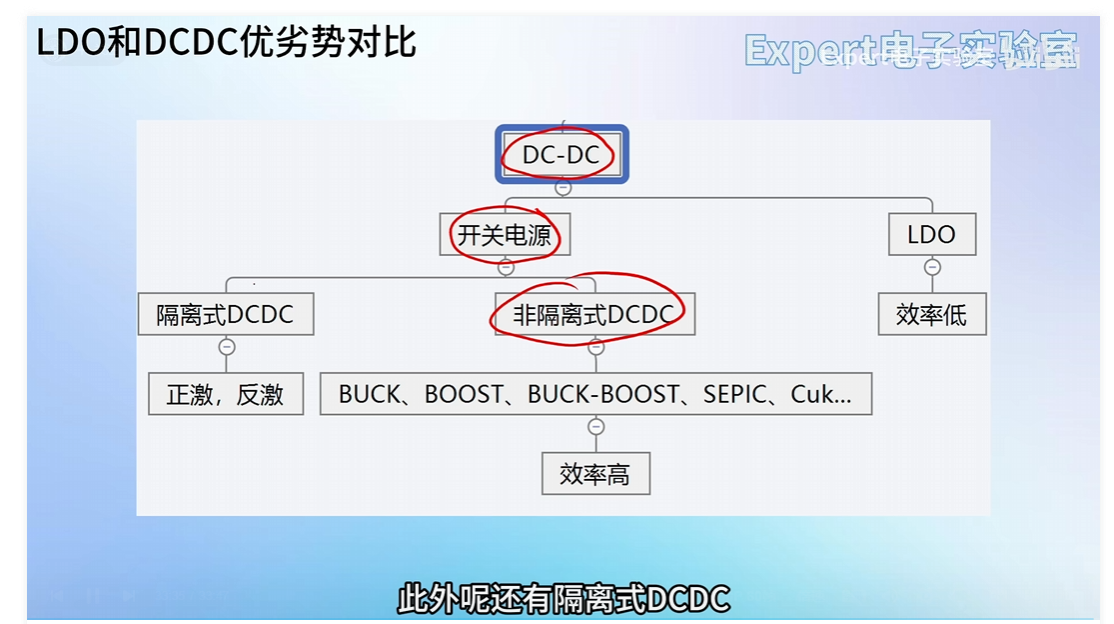 LDO和DCDC优劣势对比
Expert电子实验室
DC-DC
开关电源
LDO
隔离式DCDC
非隔离式DCDC
效率低
正激，反激
BUCK、BOOST、BUCK-BOOST、SEPIC、Cuk...
效率高
此外呢还有隔离式DCDC